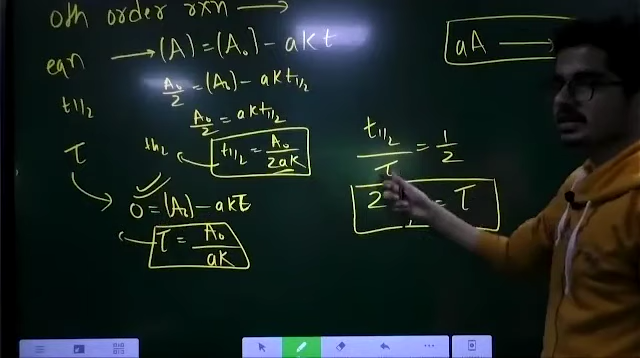 0th order rxn →
eqn → (A) = (A₀) - akt
t1/2
A₀/2 = (A₀) - akt1/2
A₀/2 = akt1/2
t1/2 = A₀/2ak
τ
0 = (A₀) - akτ
τ = A₀/ak
aA →
t1/2/τ = 1/2
2 = τ